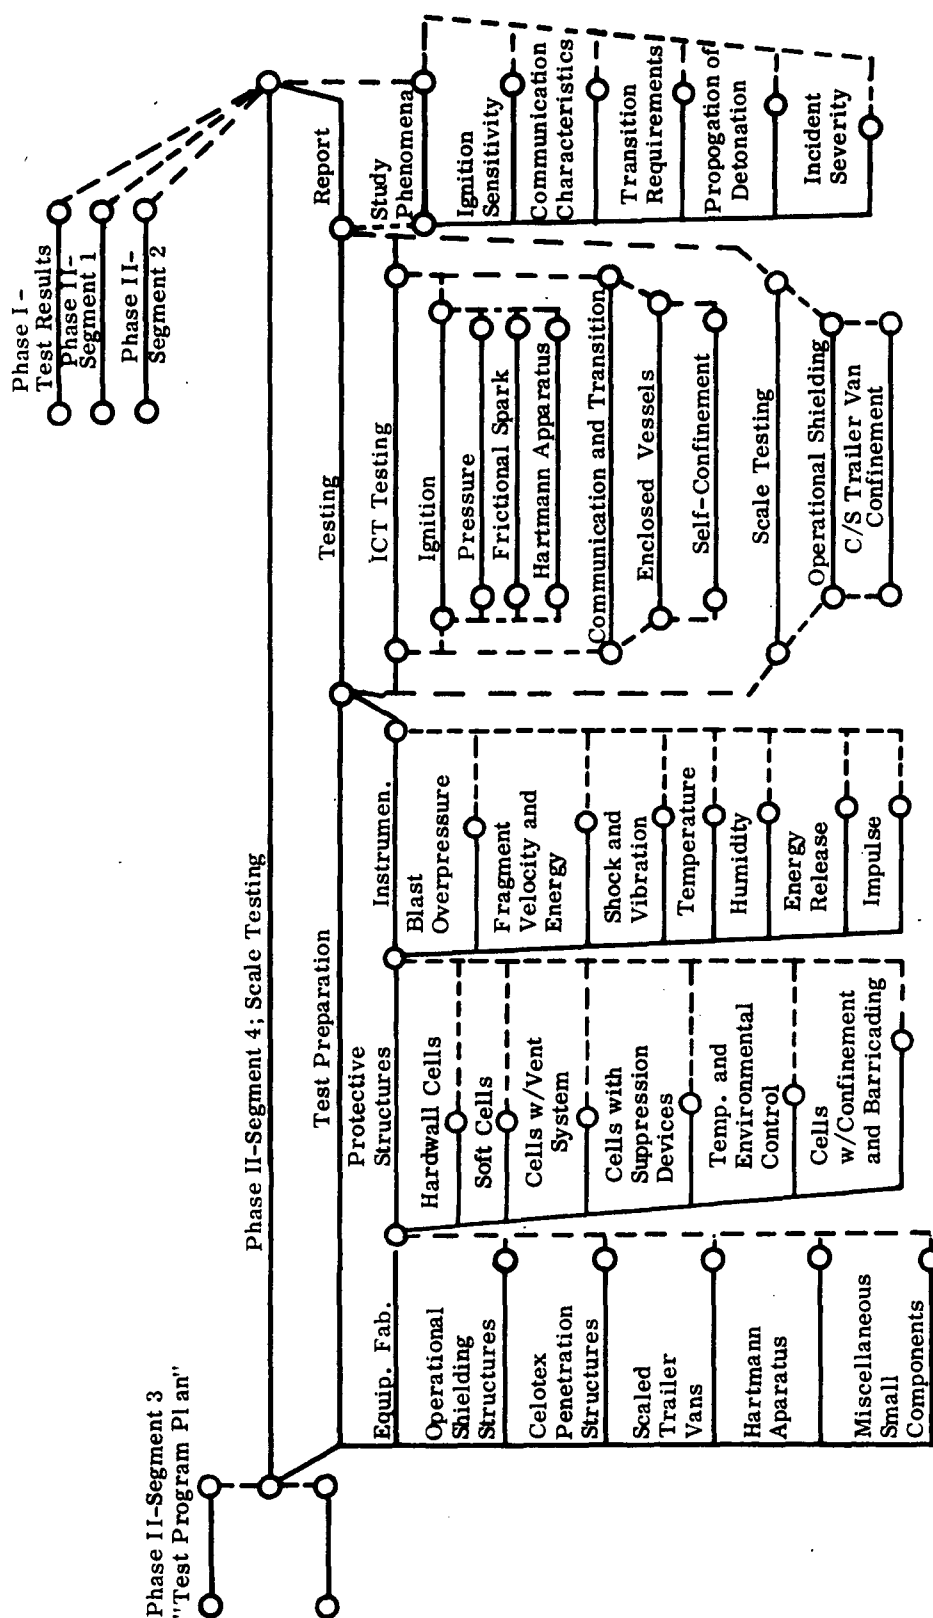 Phase I-
Test Results
Phase II-
Segment 1
Phase II-
Segment 2
Phase II-Segment 3
"Test Program Plan"
Phase II-Segment 4; Scale Testing
Test Preparation
Testing
Report
Equip. Fab.
Operational
Shielding
Structures
Celotex
Penetration
Structures
Scaled
Trailer
Vans
Hartmann
Aparatus
Miscellaneous
Small
Components
Protective
Structures
Hardwall Cells
Soft Cells
Cells w/Vent
System
Cells with
Suppression
Devices
Temp. and
Environmental
Control
Cells
w/Confinement
and Barricading
Instrumen.
Blast
Overpressure
Fragment
Velocity and
Energy
Shock and
Vibration
Temperature
Humidity
Energy
Release
Impulse
ICT Testing
Ignition
Pressure
Frictional Spark
Hartmann Apparatus
Communication and Transition
Enclosed Vessels
Self-Confinement
Scale Testing
Operational Shielding
C/S Trailer Van
Confinement
Study
Phenomena
Ignition
Sensitivity
Communication
Characteristics
Transition
Requirements
Propogation of
Detonation
Incident
Severity